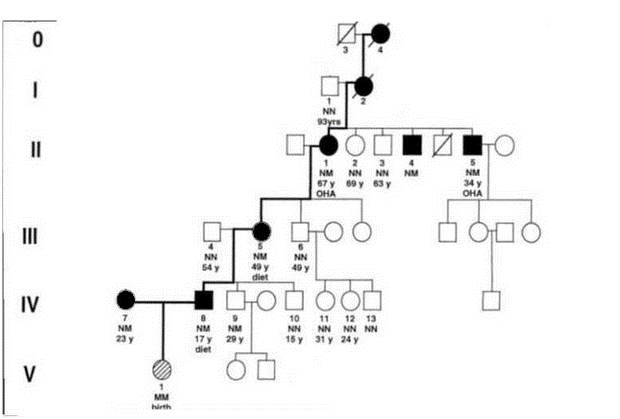 0
3 4
I
1 2
NN
93yrs
II
1 2 3 4 5
NM NN NN NM NM
67 y 69 y 63 y 34 y
OHA OHA
III
4 5 6
NN NM NN
54 y 49 y 49 y
diet
IV
7 8 9 10 11 12 13
NM NM NM NN NN NN NN
23 y 17 y 29 y 15 y 31 y 24 y
diet
V
1
MM
birth